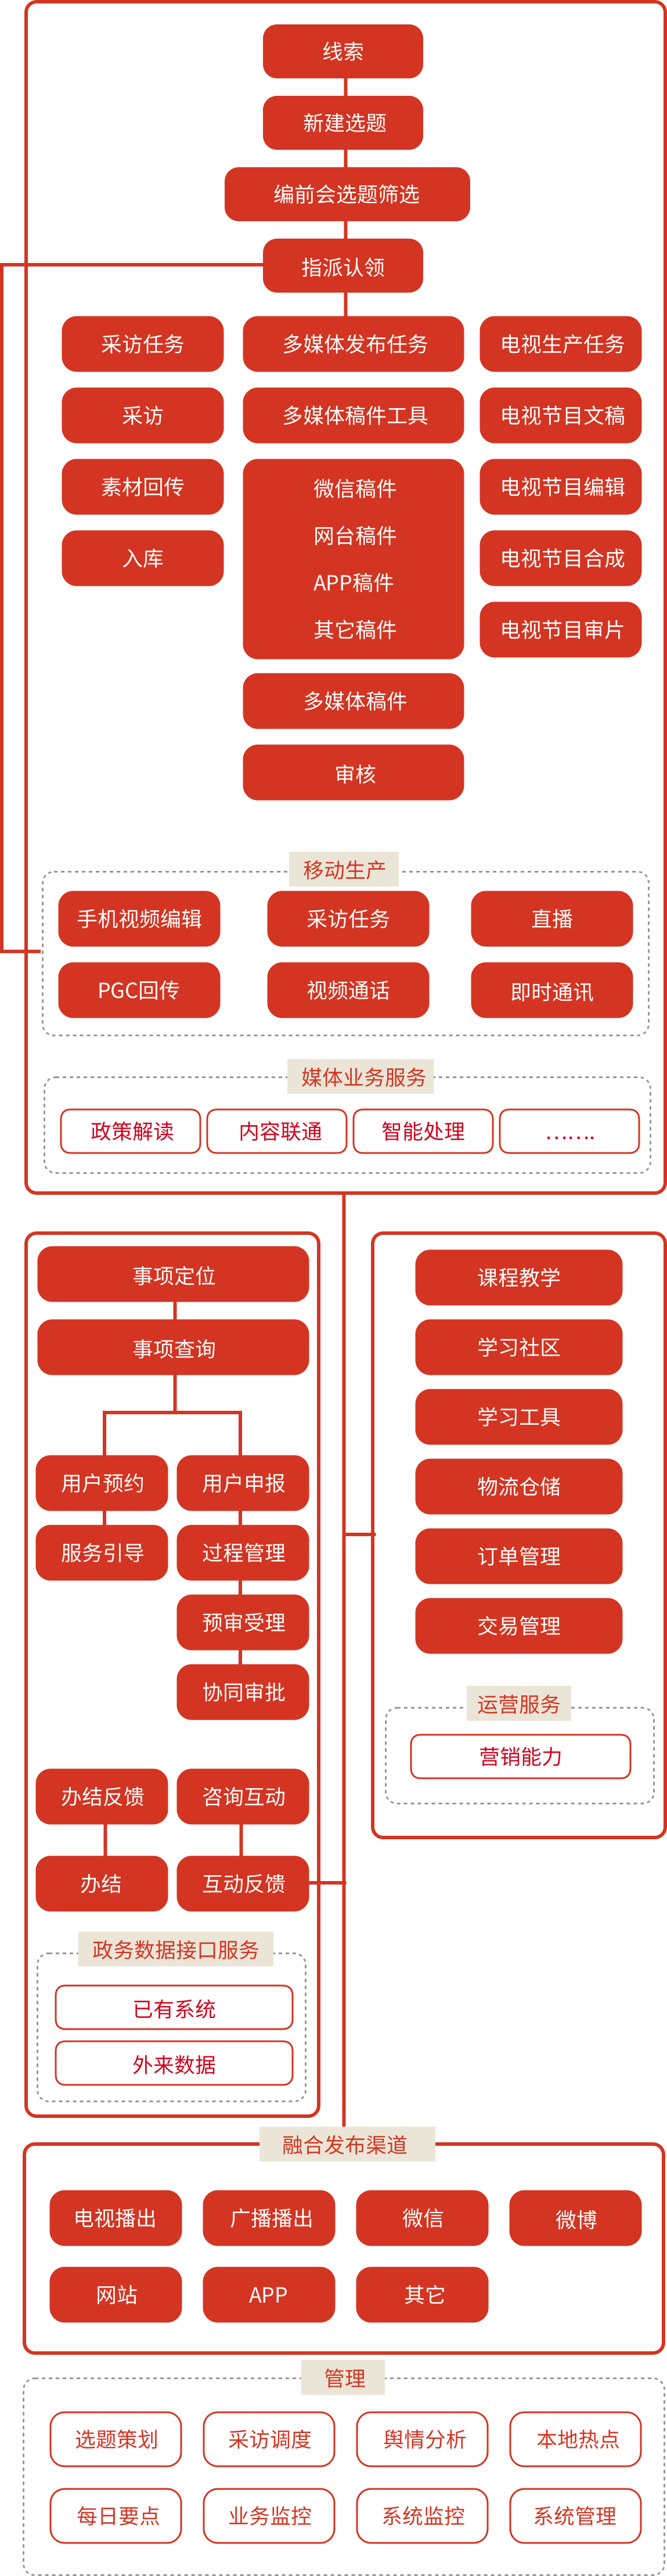 线索
新建选题
编前会选题筛选
指派认领
采访任务
多媒体发布任务
电视生产任务
采访
多媒体稿件工具
电视节目文稿
素材回传
微信稿件
电视节目编辑
网台稿件
入库
APP稿件
电视节目合成
其它稿件
电视节目审片
多媒体稿件
审核
移动生产
手机视频编辑
采访任务
直播
PGC回传
视频通话
即时通讯
媒体业务服务
政策解读
内容联通
智能处理
…….
事项定位
事项查询
用户预约
用户申报
服务引导
过程管理
预审受理
协同审批
办结反馈
咨询互动
办结
互动反馈
政务数据接口服务
已有系统
外来数据
课程教学
学习社区
学习工具
物流仓储
订单管理
交易管理
运营服务
营销能力
融合发布渠道
电视播出
广播播出
微信
微博
网站
APP
其它
管理
选题策划
采访调度
舆情分析
本地热点
每日要点
业务监控
系统监控
系统管理